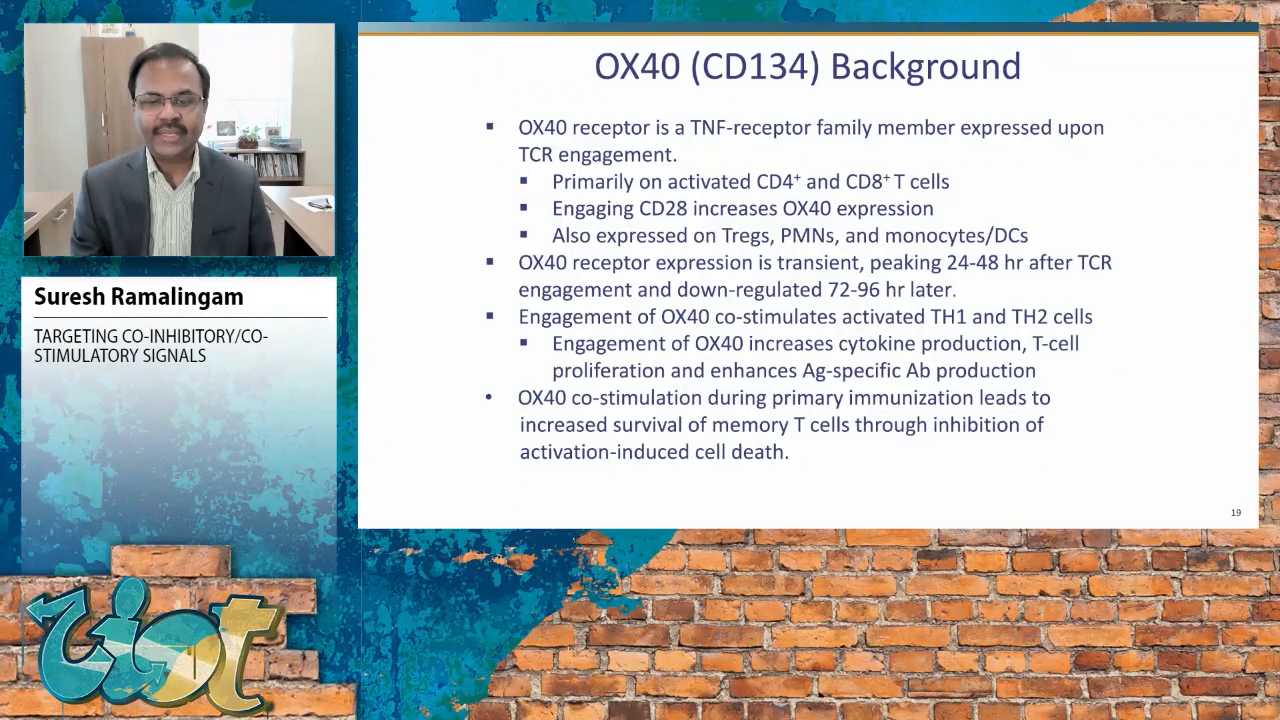 Suresh Ramalingam
TARGETING CO-INHIBITORY/CO-
STIMULATORY SIGNALS
OX40 (CD134) Background
▪ OX40 receptor is a TNF-receptor family member expressed upon
TCR engagement.
▪ Primarily on activated CD4⁺ and CD8⁺ T cells
▪ Engaging CD28 increases OX40 expression
▪ Also expressed on Tregs, PMNs, and monocytes/DCs
▪ OX40 receptor expression is transient, peaking 24-48 hr after TCR
engagement and down-regulated 72-96 hr later.
▪ Engagement of OX40 co-stimulates activated TH1 and TH2 cells
▪ Engagement of OX40 increases cytokine production, T-cell
proliferation and enhances Ag-specific Ab production
• OX40 co-stimulation during primary immunization leads to
increased survival of memory T cells through inhibition of
activation-induced cell death.
19